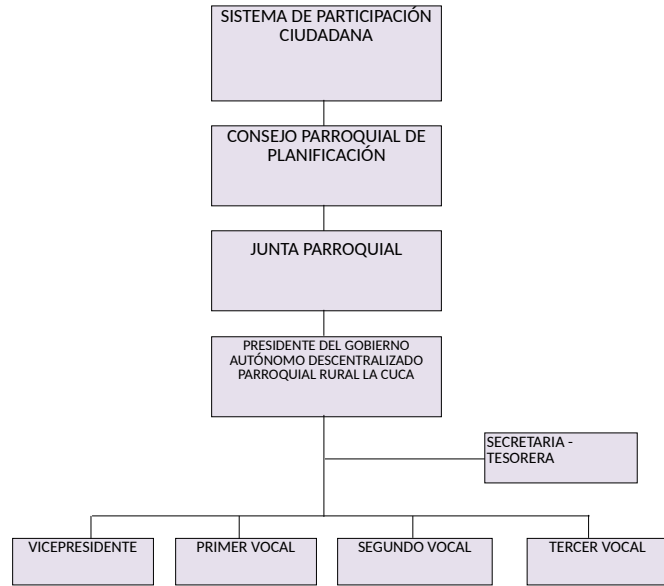 SISTEMA DE PARTICIPACIÓN
CIUDADANA
CONSEJO PARROQUIAL DE
PLANIFICACIÓN
JUNTA PARROQUIAL
PRESIDENTE DEL GOBIERNO
AUTÓNOMO DESCENTRALIZADO
PARROQUIAL RURAL LA CUCA
SECRETARIA -
TESORERA
VICEPRESIDENTE
PRIMER VOCAL
SEGUNDO VOCAL
TERCER VOCAL